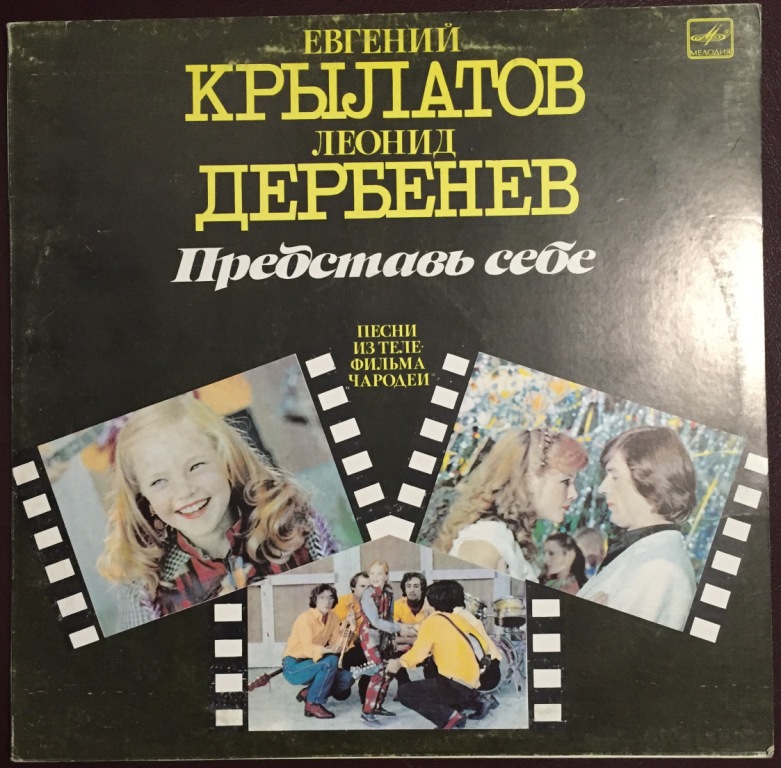 ЕВГЕНИЙ
МЕЛОДИЯ
КРЫЛАТОВ
ЛЕОНИД
ДЕРБЕНЕВ
Представь себе
ПЕСНИ
ИЗ ТЕЛЕ-
ФИЛЬМА
„ЧАРОДЕИ"